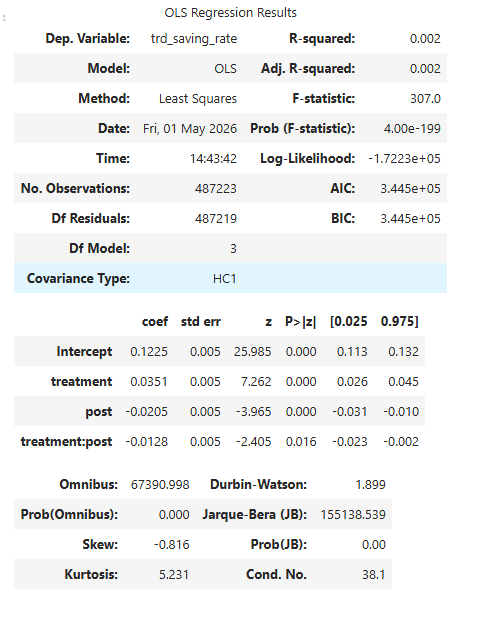 OLS Regression Results
Dep. Variable: trd_saving_rate R-squared: 0.002
Model: OLS Adj. R-squared: 0.002
Method: Least Squares F-statistic: 307.0
Date: Fri, 01 May 2026 Prob (F-statistic): 4.00e-199
Time: 14:43:42 Log-Likelihood: -1.7223e+05
No. Observations: 487223 AIC: 3.445e+05
Df Residuals: 487219 BIC: 3.445e+05
Df Model: 3
Covariance Type: HC1
coef std err z P>|z| [0.025 0.975]
Intercept 0.1225 0.005 25.985 0.000 0.113 0.132
treatment 0.0351 0.005 7.262 0.000 0.026 0.045
post -0.0205 0.005 -3.965 0.000 -0.031 -0.010
treatment:post -0.0128 0.005 -2.405 0.016 -0.023 -0.002
Omnibus: 67390.998 Durbin-Watson: 1.899
Prob(Omnibus): 0.000 Jarque-Bera (JB): 155138.539
Skew: -0.816 Prob(JB): 0.00
Kurtosis: 5.231 Cond. No. 38.1